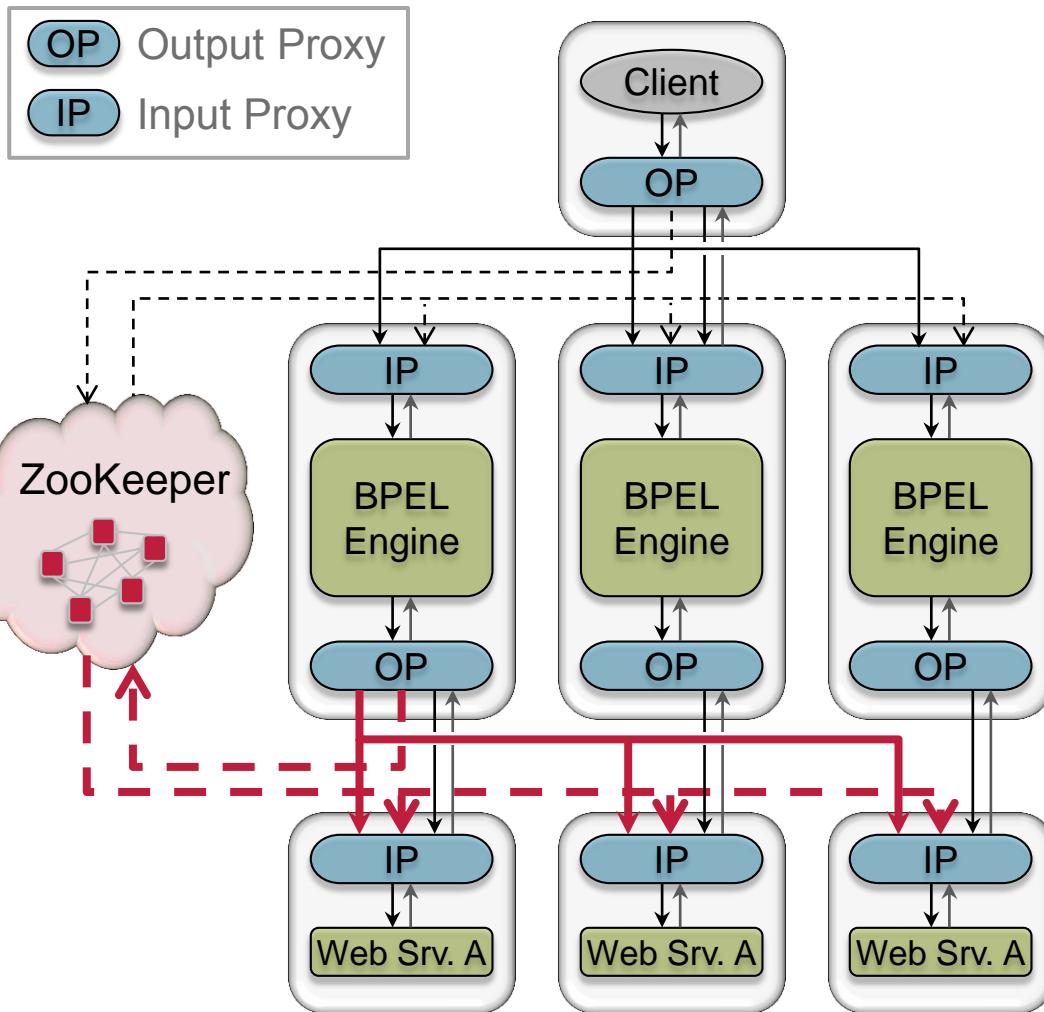 OP Output Proxy
IP Input Proxy
Client
OP
IP
IP
IP
ZooKeeper
BPEL
Engine
BPEL
Engine
BPEL
Engine
OP
OP
OP
IP
IP
IP
Web Srv. A
Web Srv. A
Web Srv. A